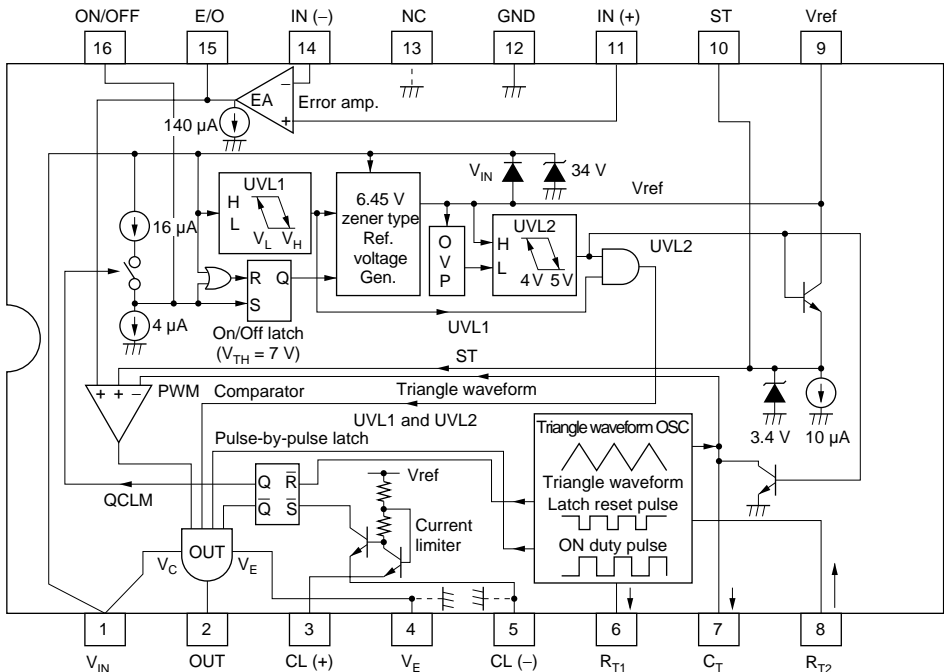 ON/OFF E/O IN (–) NC GND IN (+) ST Vref
16 15 14 13 12 11 10 9
EA
–
+
Error amp.
140 µA
UVL1
H
L
V_L V_H
6.45 V
zener type
Ref.
voltage
Gen.
V_IN
34 V
Vref
O
V
P
UVL2
H
L
4 V 5 V
UVL2
16 µA
R Q
S
4 µA
On/Off latch
(V_TH = 7 V)
UVL1
ST
+ + –
PWM Comparator
Triangle waveform
UVL1 and UVL2
3.4 V
10 µA
Pulse-by-pulse latch
Q R̅
Q̅ S̅
QCLM
Vref
Current
limiter
Triangle waveform OSC
Triangle waveform
Latch reset pulse
ON duty pulse
V_C OUT V_E
1 2 3 4 5 6 7 8
V_IN OUT CL (+) V_E CL (–) R_T1 C_T R_T2